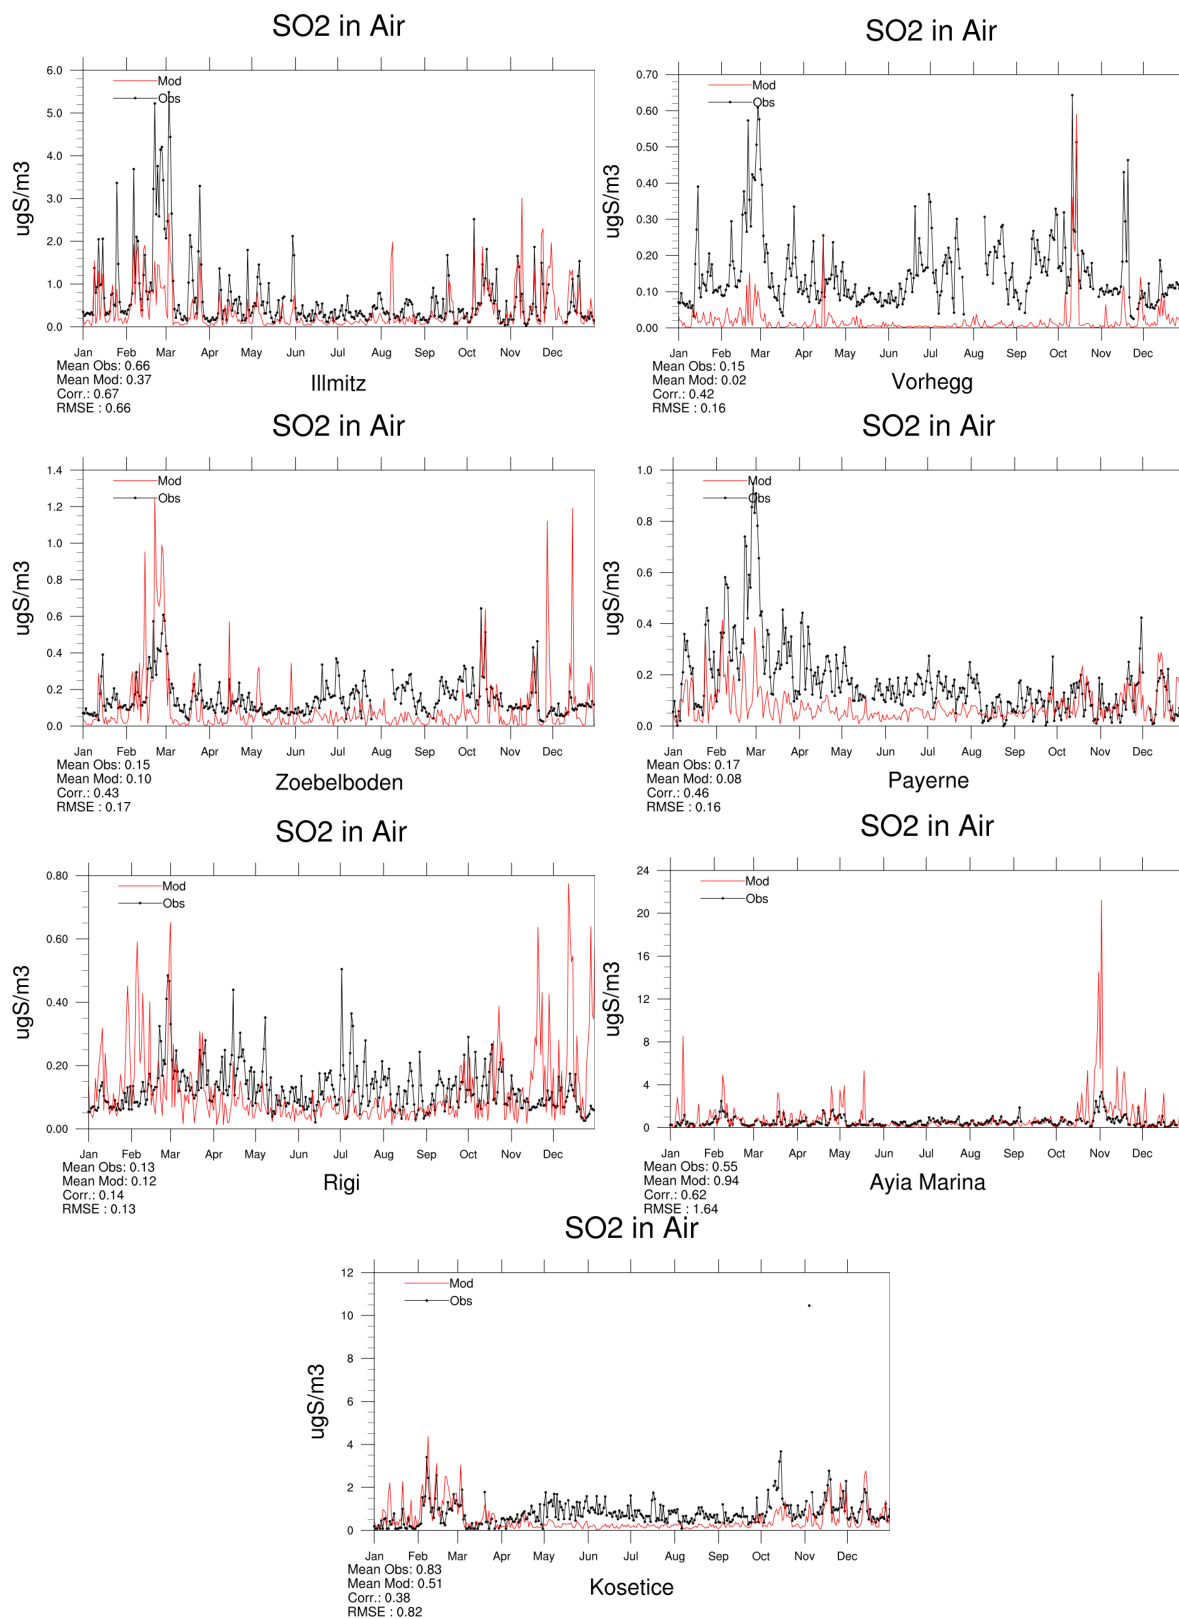 SO2 in Air
Mod
Obs
6.0
5.0
4.0
3.0
2.0
1.0
0.0
ugS/m3
Jan Feb Mar Apr May Jun Jul Aug Sep Oct Nov Dec
Mean Obs: 0.66
Mean Mod: 0.37
Corr.: 0.67
RMSE : 0.66
Illmitz
SO2 in Air
Mod
Obs
0.70
0.60
0.50
0.40
0.30
0.20
0.10
0.00
ugS/m3
Jan Feb Mar Apr May Jun Jul Aug Sep Oct Nov Dec
Mean Obs: 0.15
Mean Mod: 0.02
Corr.: 0.42
RMSE : 0.16
Vorhegg
SO2 in Air
Mod
Obs
1.4
1.2
1.0
0.8
0.6
0.4
0.2
0.0
ugS/m3
Jan Feb Mar Apr May Jun Jul Aug Sep Oct Nov Dec
Mean Obs: 0.15
Mean Mod: 0.10
Corr.: 0.43
RMSE : 0.17
Zoebelboden
SO2 in Air
Mod
Obs
1.0
0.8
0.6
0.4
0.2
0.0
ugS/m3
Jan Feb Mar Apr May Jun Jul Aug Sep Oct Nov Dec
Mean Obs: 0.17
Mean Mod: 0.08
Corr.: 0.46
RMSE : 0.16
Payerne
SO2 in Air
Mod
Obs
0.80
0.60
0.40
0.20
0.00
ugS/m3
Jan Feb Mar Apr May Jun Jul Aug Sep Oct Nov Dec
Mean Obs: 0.13
Mean Mod: 0.12
Corr.: 0.14
RMSE : 0.13
Rigi
SO2 in Air
Mod
Obs
24
20
16
12
8
4
0
ugS/m3
Jan Feb Mar Apr May Jun Jul Aug Sep Oct Nov Dec
Mean Obs: 0.55
Mean Mod: 0.94
Corr.: 0.62
RMSE : 1.64
Ayia Marina
SO2 in Air
Mod
Obs
12
10
8
6
4
2
0
ugS/m3
Jan Feb Mar Apr May Jun Jul Aug Sep Oct Nov Dec
Mean Obs: 0.83
Mean Mod: 0.51
Corr.: 0.38
RMSE : 0.82
Kosetice